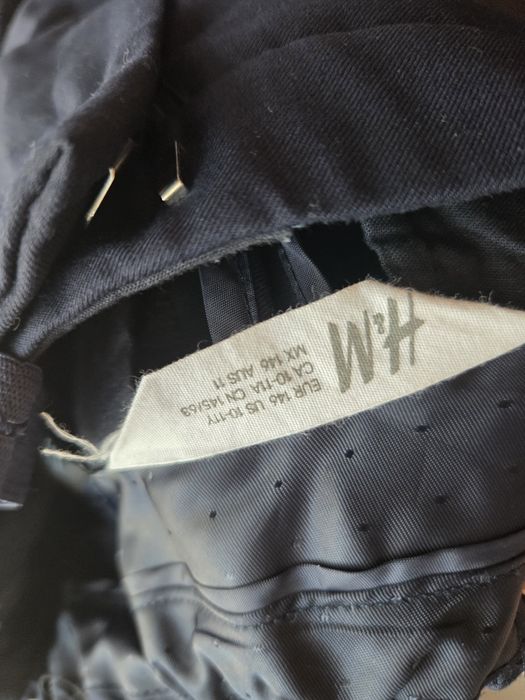 H&M
EUR 146 US 10-11Y
CA 10-11A CN 145/63
MX 146 AUS 11